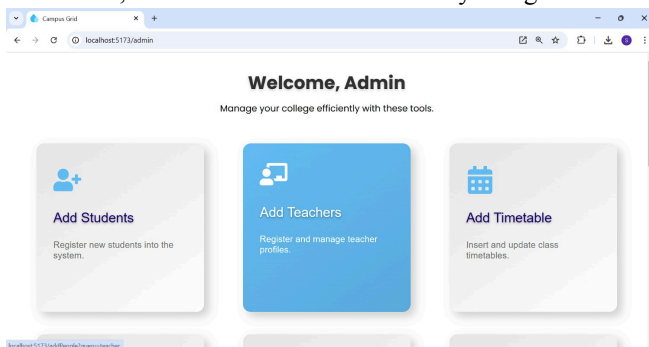 Campus Grid
localhost:5173/admin
S
Welcome, Admin
Manage your college efficiently with these tools.
Add Students
Register new students into the
system.
Add Teachers
Register and manage teacher
profiles.
Add Timetable
Insert and update class
timetables.